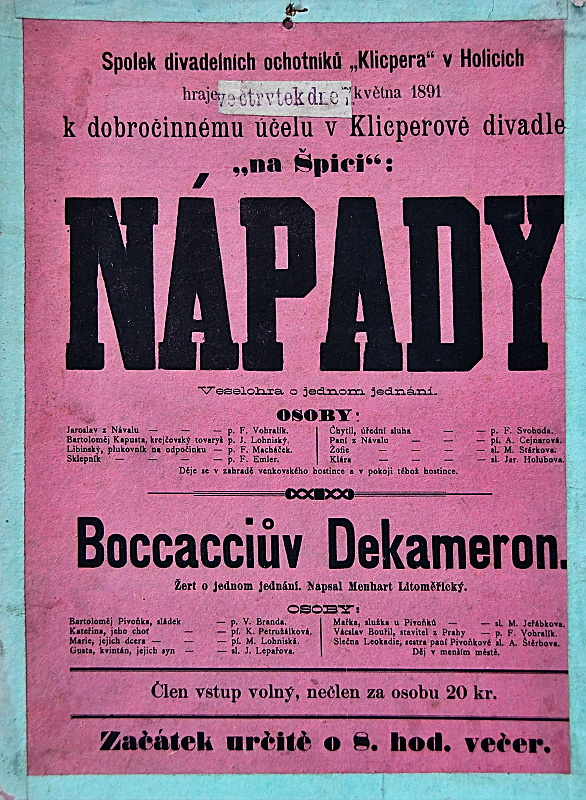 Spolek divadelních ochotníků „Klicpera“ v Holicích
hraje ve čtvrtek dne 7. května 1891
k dobročinnému účelu v Klicperově divadle
„na Špici“:
NÁPADY
Veselohra o jednom jednání.
OSOBY:
Jaroslav z Návalu — — — p. F. Vohralík.
Bartoloměj Kapusta, krejčovský tovaryš p. J. Lohniský.
Libinský, plukovník na odpočinku — p. F. Macháček.
Sklepník — — — — p. F. Emler.
Chytil, úřední sluha — — p. F. Svoboda.
Paní z Návalu — — — pí. A. Cejnarová.
Žofie — — — — sl. M. Stárkova.
Klára — — — — sl. Jar. Holubova.
Děje se v zahradě venkovského hostince a v pokoji téhož hostince.
Boccacciův Dekameron.
Žert o jednom jednání. Napsal Menhart Litoměřický.
OSOBY:
Bartoloměj Pivoňka, sládek — p. V. Branda.
Kateřina, jeho choť — pí. K. Petružálková.
Marie, jejich dcera — — pí. M. Lohniská.
Gusta, kvintán, jejich syn — sl. J. Lepařova.
Mařka, služka u Pivoňků — — sl. M. Jeřábkova.
Václav Bouřil, stavitel z Prahy — p. F. Vohralík.
Slečna Leokadie, sestra paní Pivoňkové sl. A. Štěrbova.
Děj v menším městě.
Člen vstup volný, nečlen za osobu 20 kr.
Začátek určitě o 8. hod. večer.